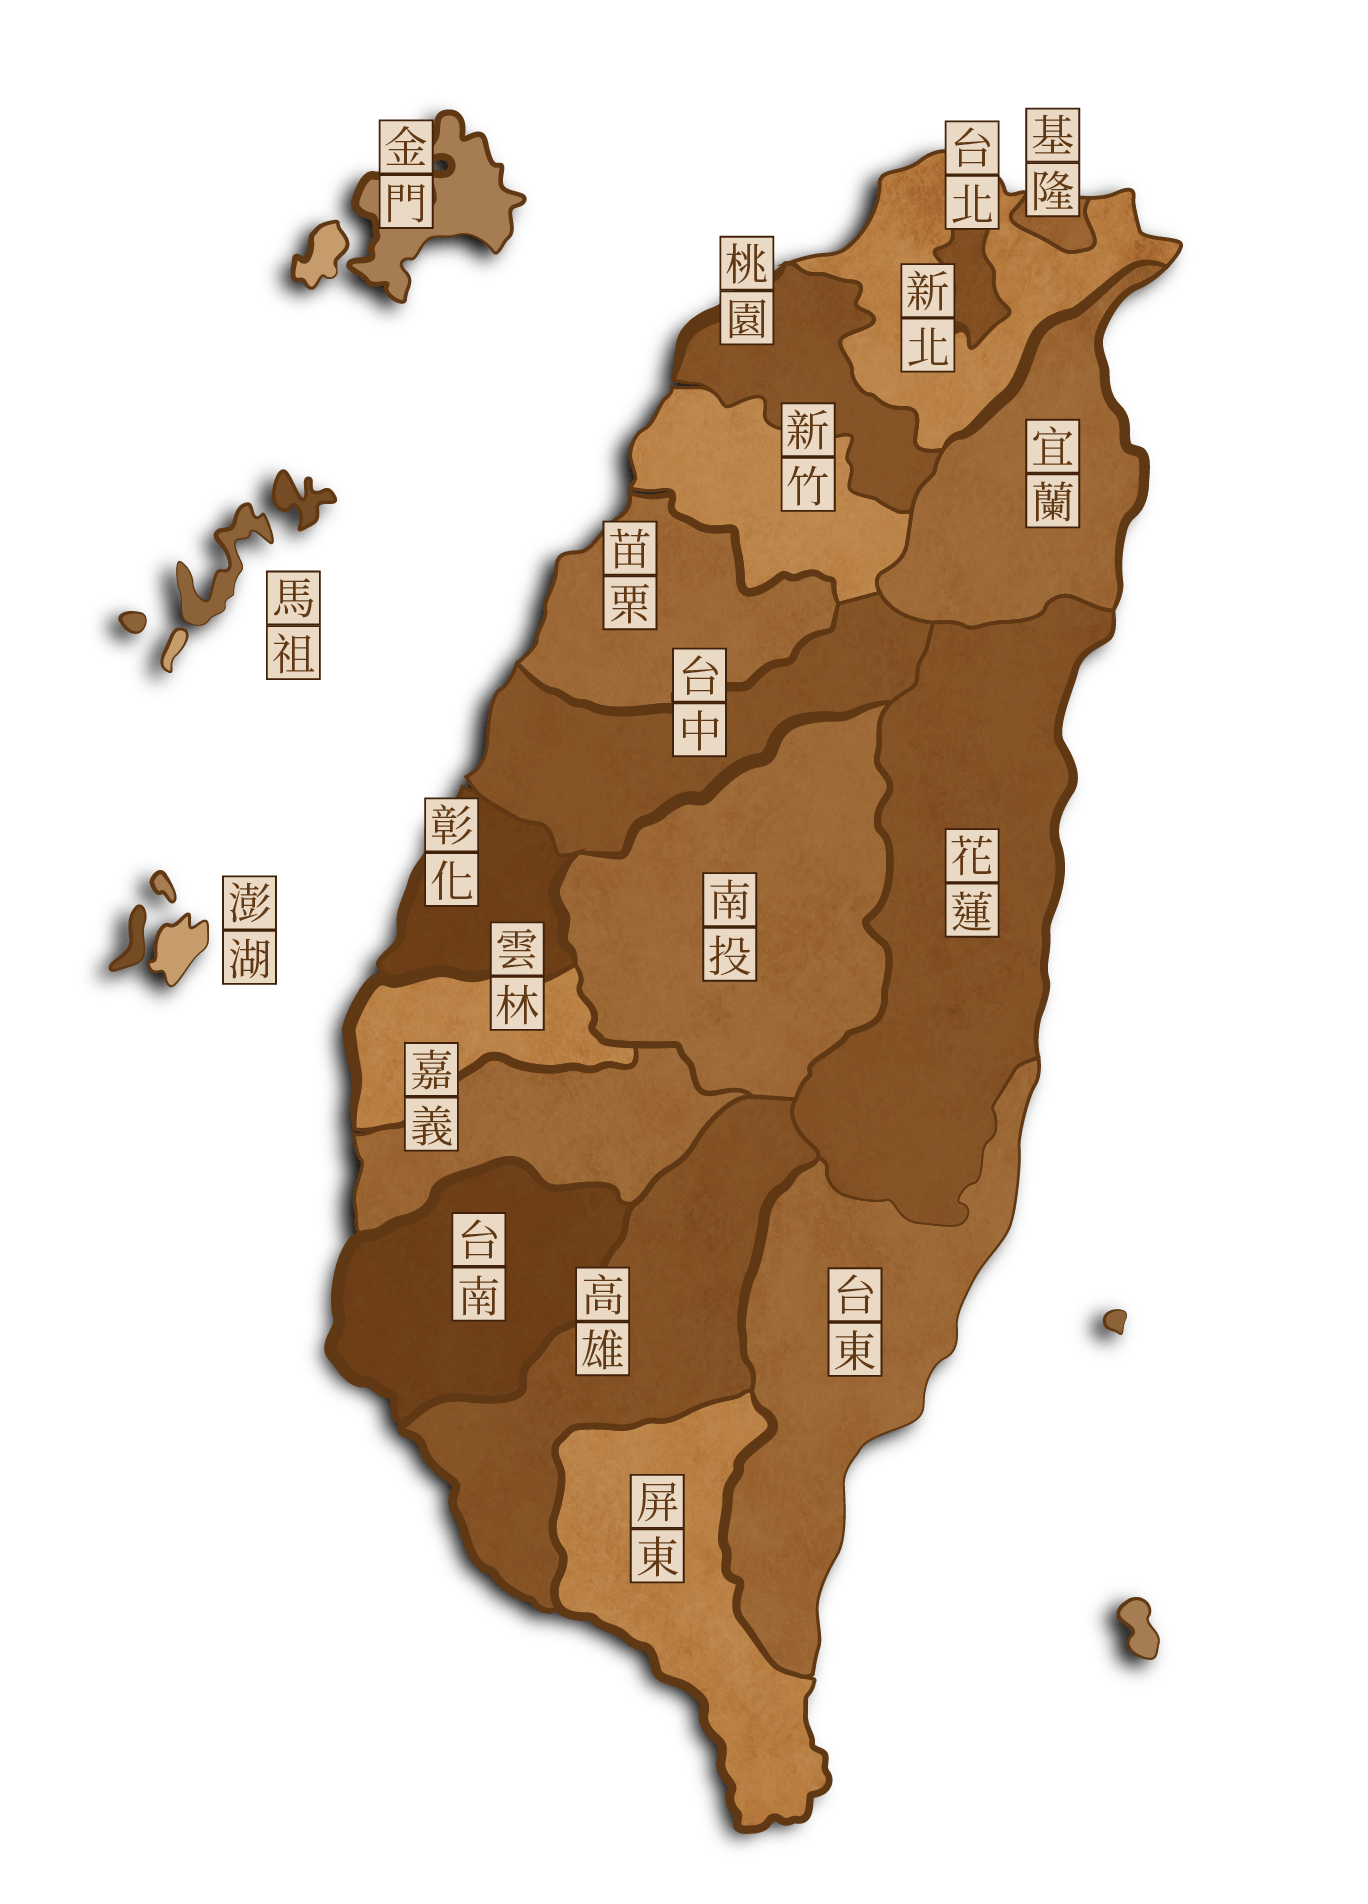 基隆
台北
金門
桃園
新北
新竹
宜蘭
苗栗
馬祖
台中
彰化
花蓮
南投
澎湖
雲林
嘉義
台南
高雄
台東
屏東